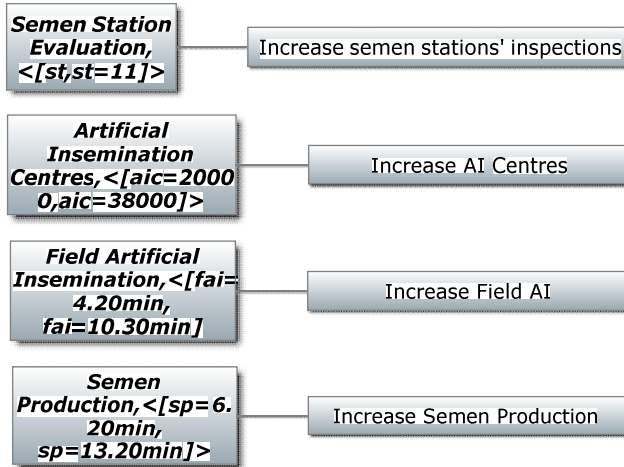 Semen Station
Evaluation,
<[st,st=11]>
Increase semen stations' inspections
Artificial
Insemination
Centres,<[aic=2000
0,aic=38000]>
Increase AI Centres
Field Artificial
Insemination,<[fai=
4.20min,
fai=10.30min]
Increase Field AI
Semen
Production,<[sp=6.
20min,
sp=13.20min]>
Increase Semen Production